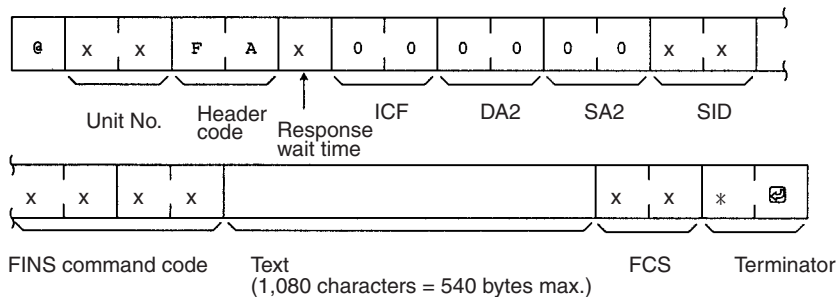 @ x x F A x 0 0 0 0 0 0 x x
Unit No. Header code Response wait time ICF DA2 SA2 SID
x x x x x x * ↵
FINS command code Text FCS Terminator
(1,080 characters = 540 bytes max.)